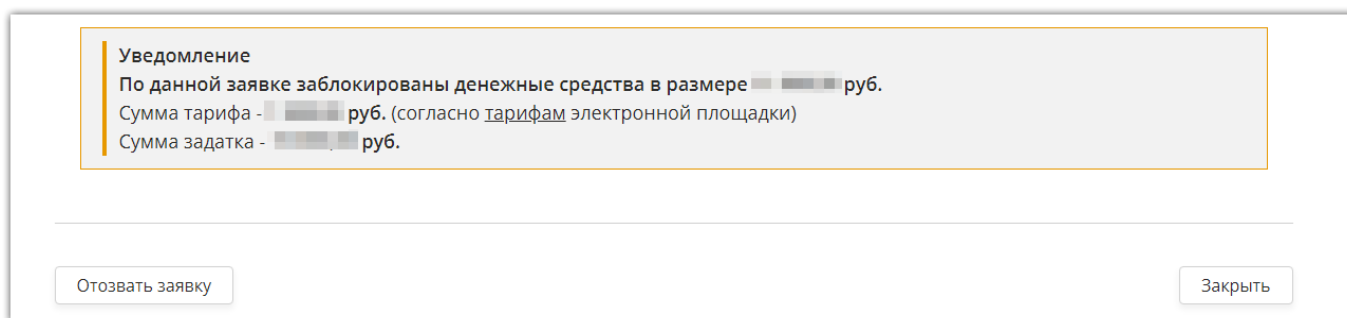 Уведомление
По данной заявке заблокированы денежные средства в размере руб.
Сумма тарифа - руб. (согласно тарифам электронной площадки)
Сумма задатка - руб.
Отозвать заявку
Закрыть